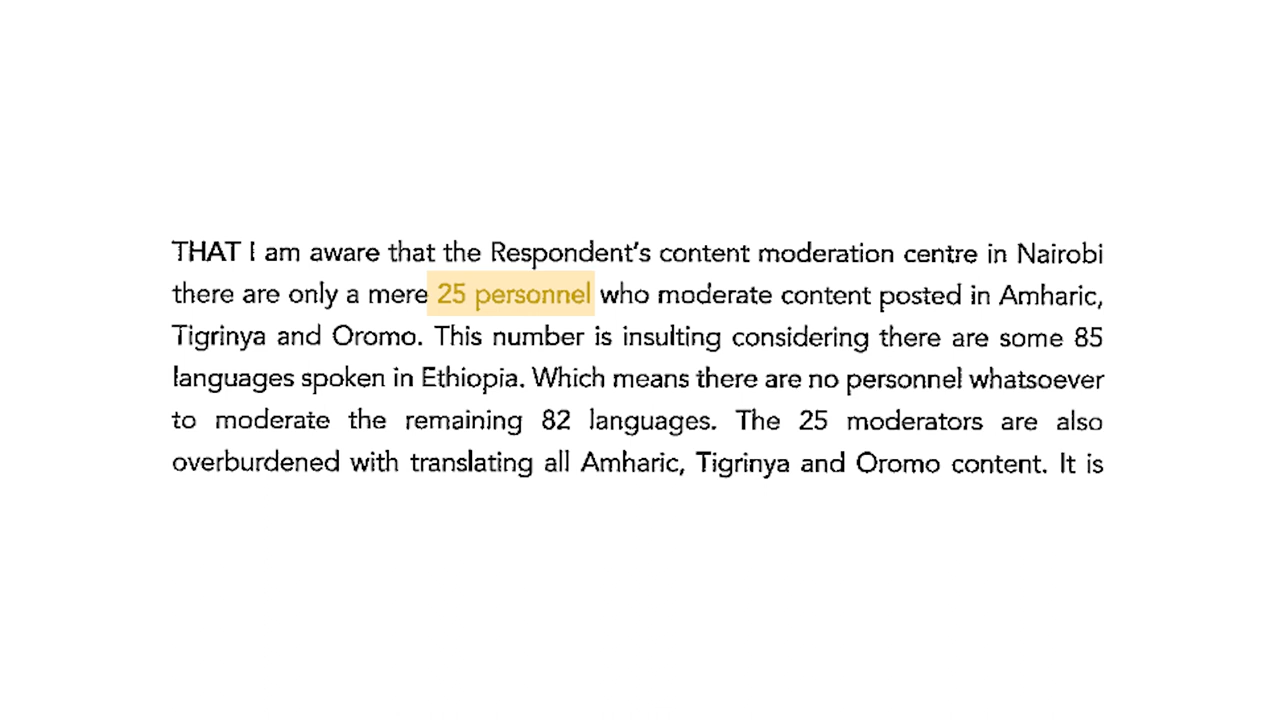 THAT I am aware that the Respondent's content moderation centre in Nairobi
there are only a mere 25 personnel who moderate content posted in Amharic,
Tigrinya and Oromo. This number is insulting considering there are some 85
languages spoken in Ethiopia. Which means there are no personnel whatsoever
to moderate the remaining 82 languages. The 25 moderators are also
overburdened with translating all Amharic, Tigrinya and Oromo content. It is